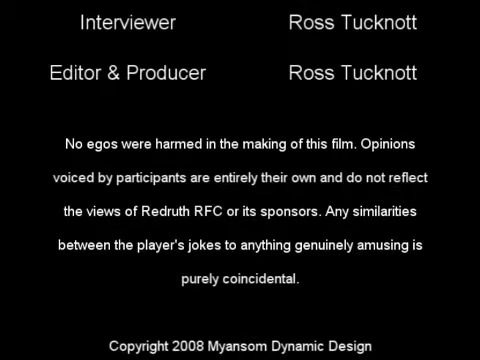 Interviewer Ross Tucknott
Editor & Producer Ross Tucknott
No egos were harmed in the making of this film. Opinions
voiced by participants are entirely their own and do not reflect
the views of Redruth RFC or its sponsors. Any similarities
between the player's jokes to anything genuinely amusing is
purely coincidental.
Copyright 2008 Myansom Dynamic Design